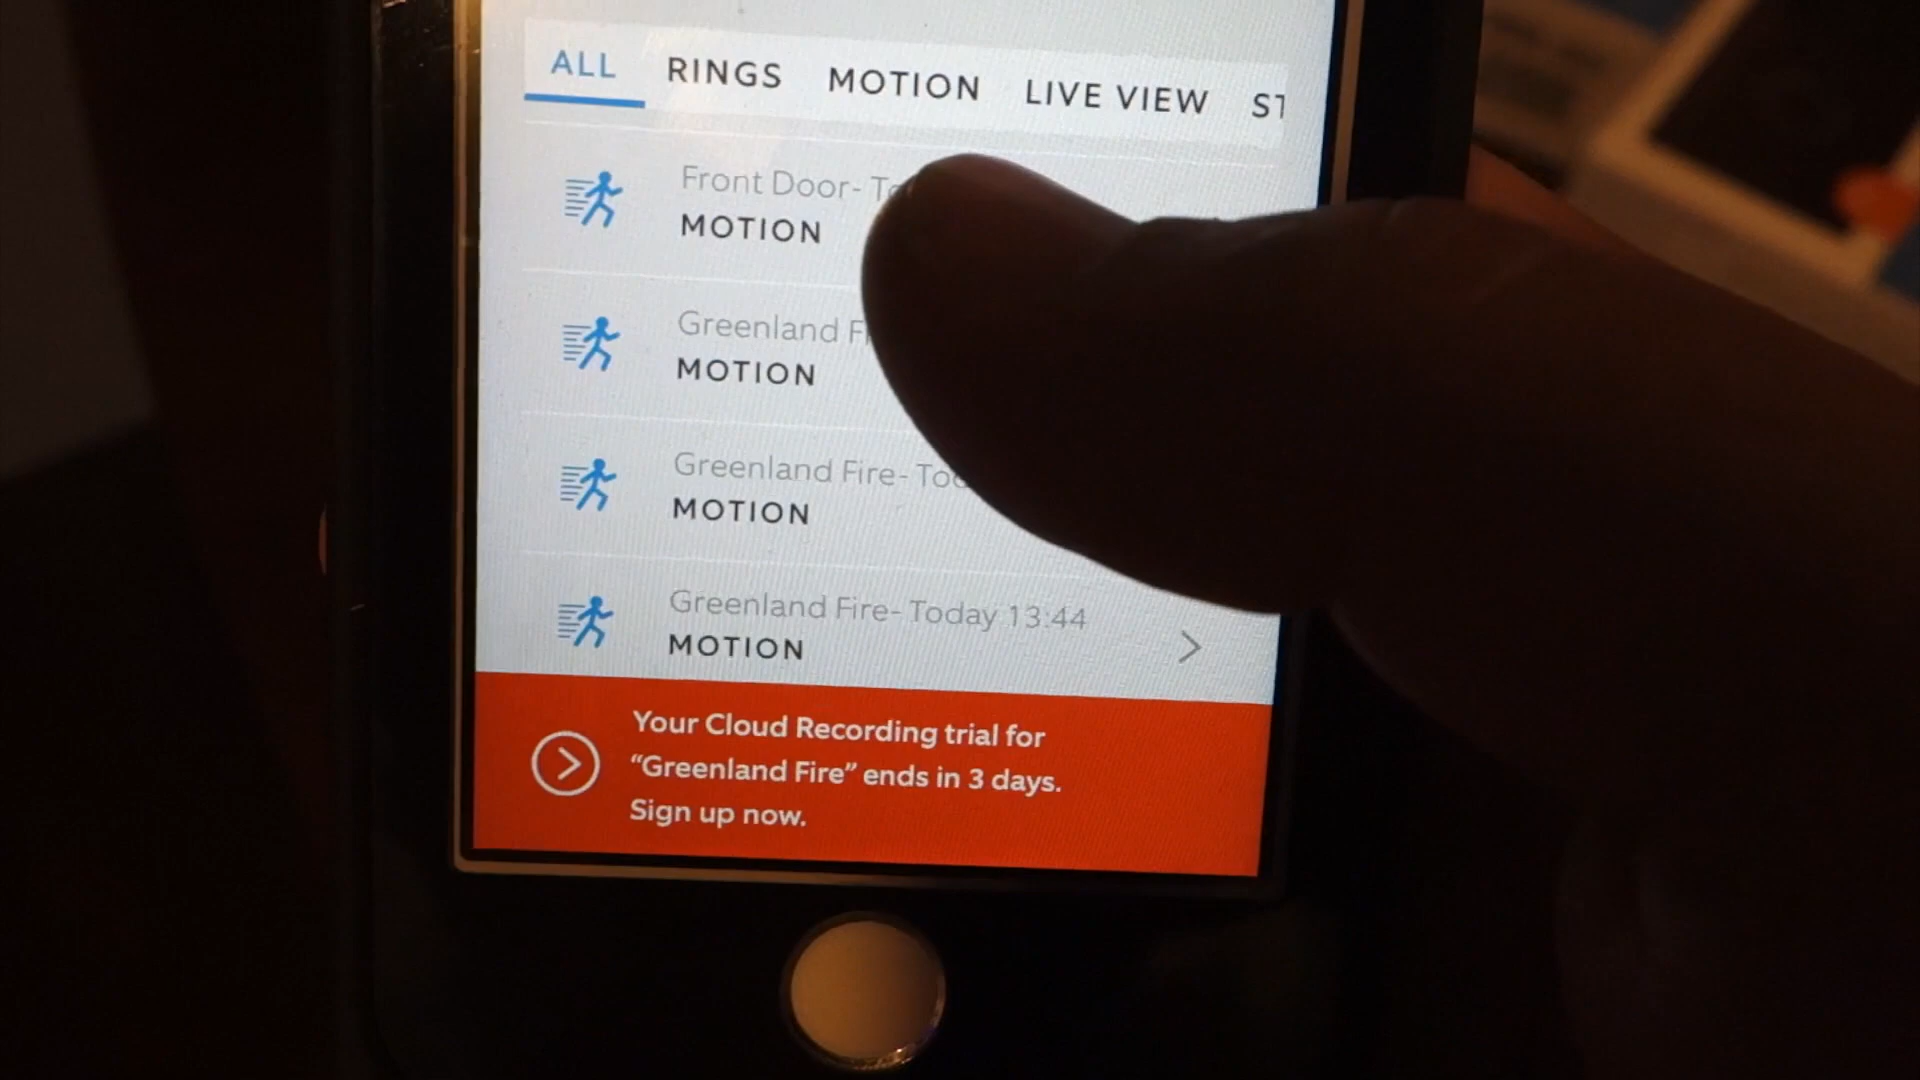 ALL RINGS MOTION LIVE VIEW
Front Door-
MOTION
Greenland
MOTION
Greenland Fire-
MOTION
Greenland Fire- Today 13:44
MOTION
Your Cloud Recording trial for
“Greenland Fire” ends in 3 days.
Sign up now.